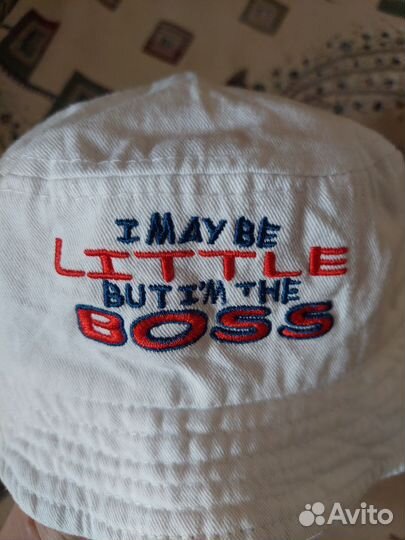 I MAY BE
LITTLE
BUT I'M THE
BOSS
Avito